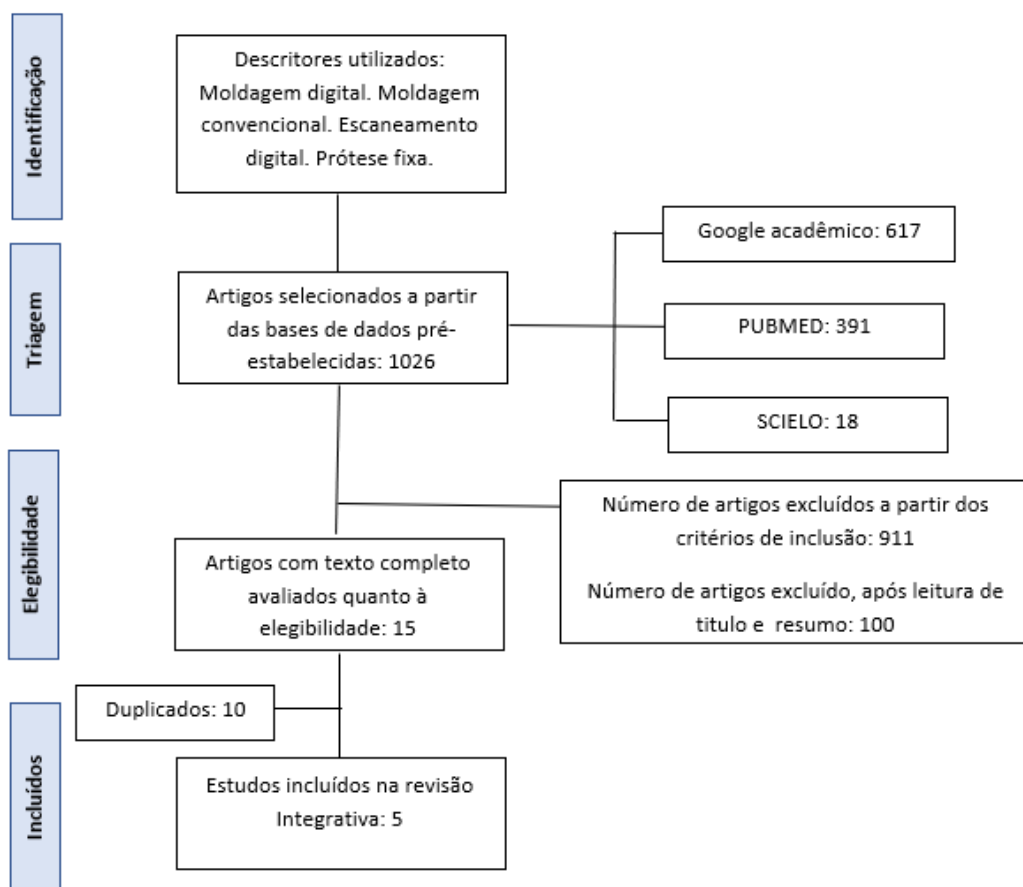 Identificação
Descritores utilizados:
Moldagem digital. Moldagem
convencional. Escaneamento
digital. Prótese fixa.
Triagem
Artigos selecionados a partir
das bases de dados pré-
estabelecidas: 1026
Google acadêmico: 617
PUBMED: 391
SCIELO: 18
Elegibilidade
Artigos com texto completo
avaliados quanto à
elegibilidade: 15
Número de artigos excluídos a partir dos
critérios de inclusão: 911
Número de artigos excluído, após leitura de
titulo e resumo: 100
Incluídos
Duplicados: 10
Estudos incluídos na revisão
Integrativa: 5